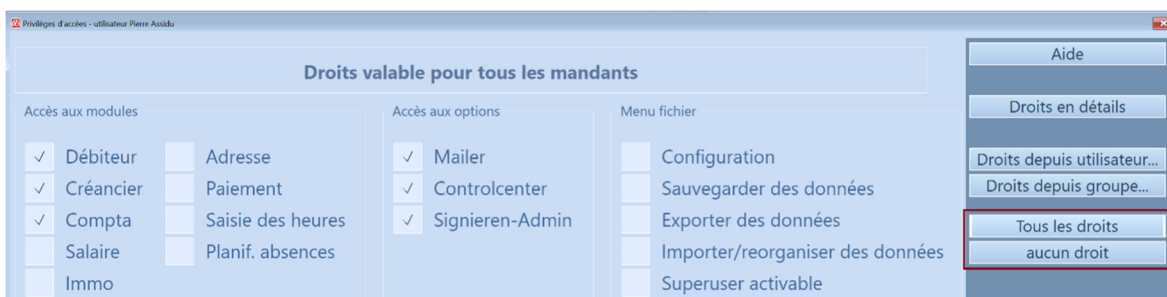 Privilèges d'accées - utilisateur Pierre Assidu
Droits valable pour tous les mandants
Accès aux modules
Débiteur
Créancier
Compta
Salaire
Immo
Adresse
Paiement
Saisie des heures
Planif. absences
Accès aux options
Mailer
Controlcenter
Signieren-Admin
Menu fichier
Configuration
Sauvegarder des données
Exporter des données
Importer/reorganiser des données
Superuser activable
Aide
Droits en détails
Droits depuis utilisateur...
Droits depuis groupe...
Tous les droits
aucun droit